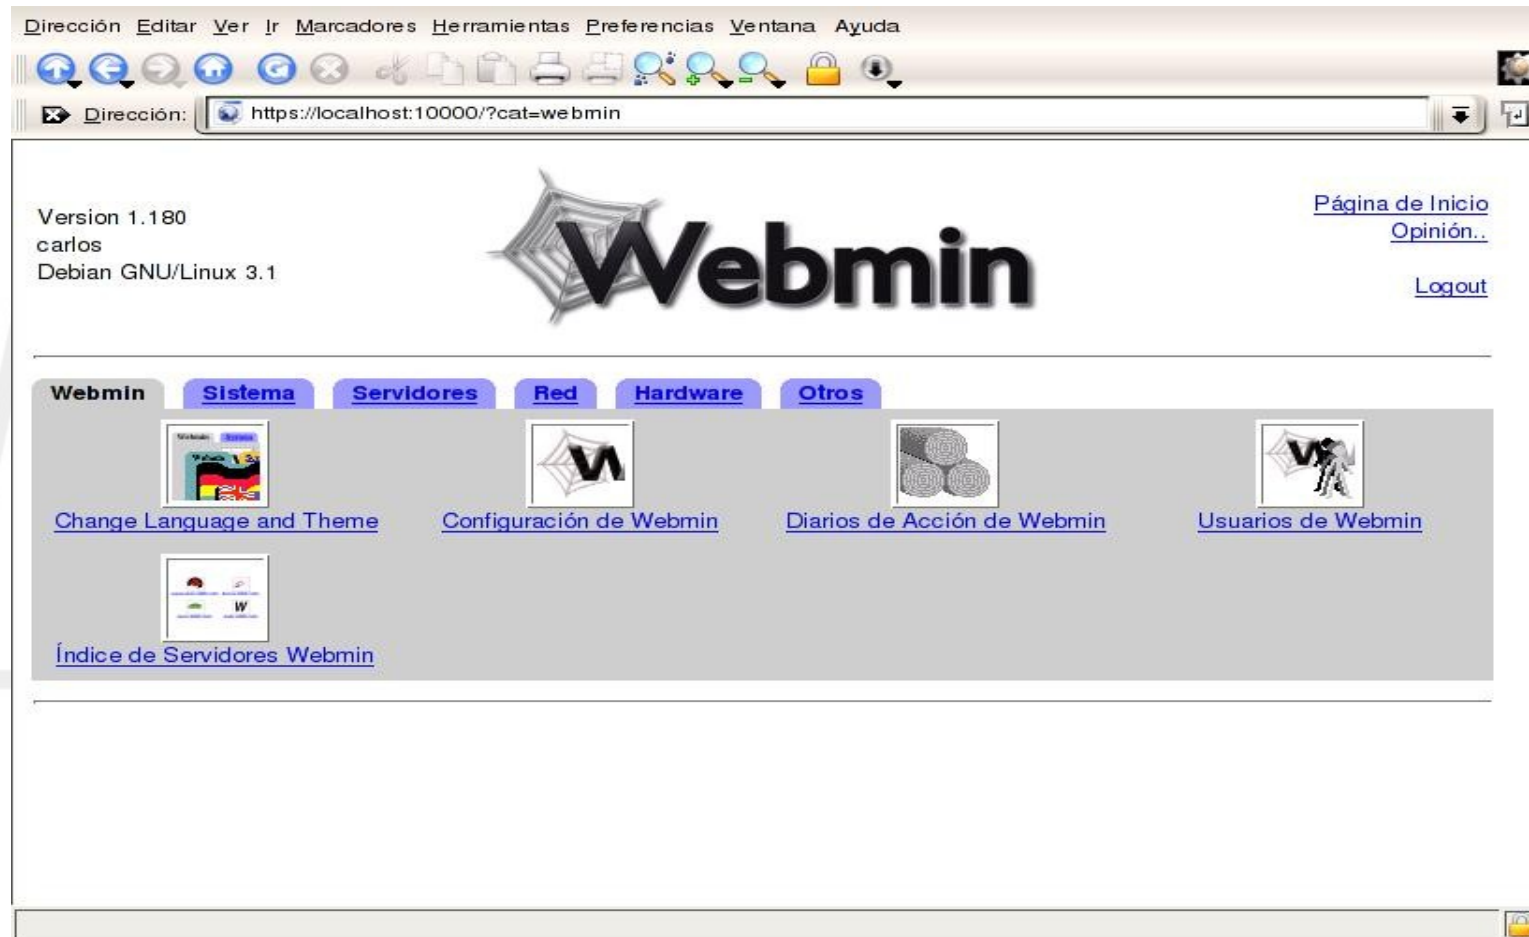 Dirección Editar Ver Ir Marcadores Herramientas Preferencias Ventana Ayuda
Dirección: https://localhost:10000/?cat=webmin
Version 1.180
carlos
Debian GNU/Linux 3.1
Webmin
Página de Inicio
Opinión..
Logout
Webmin Sistema Servidores Red Hardware Otros
Change Language and Theme Configuración de Webmin Diarios de Acción de Webmin Usuarios de Webmin
Índice de Servidores Webmin